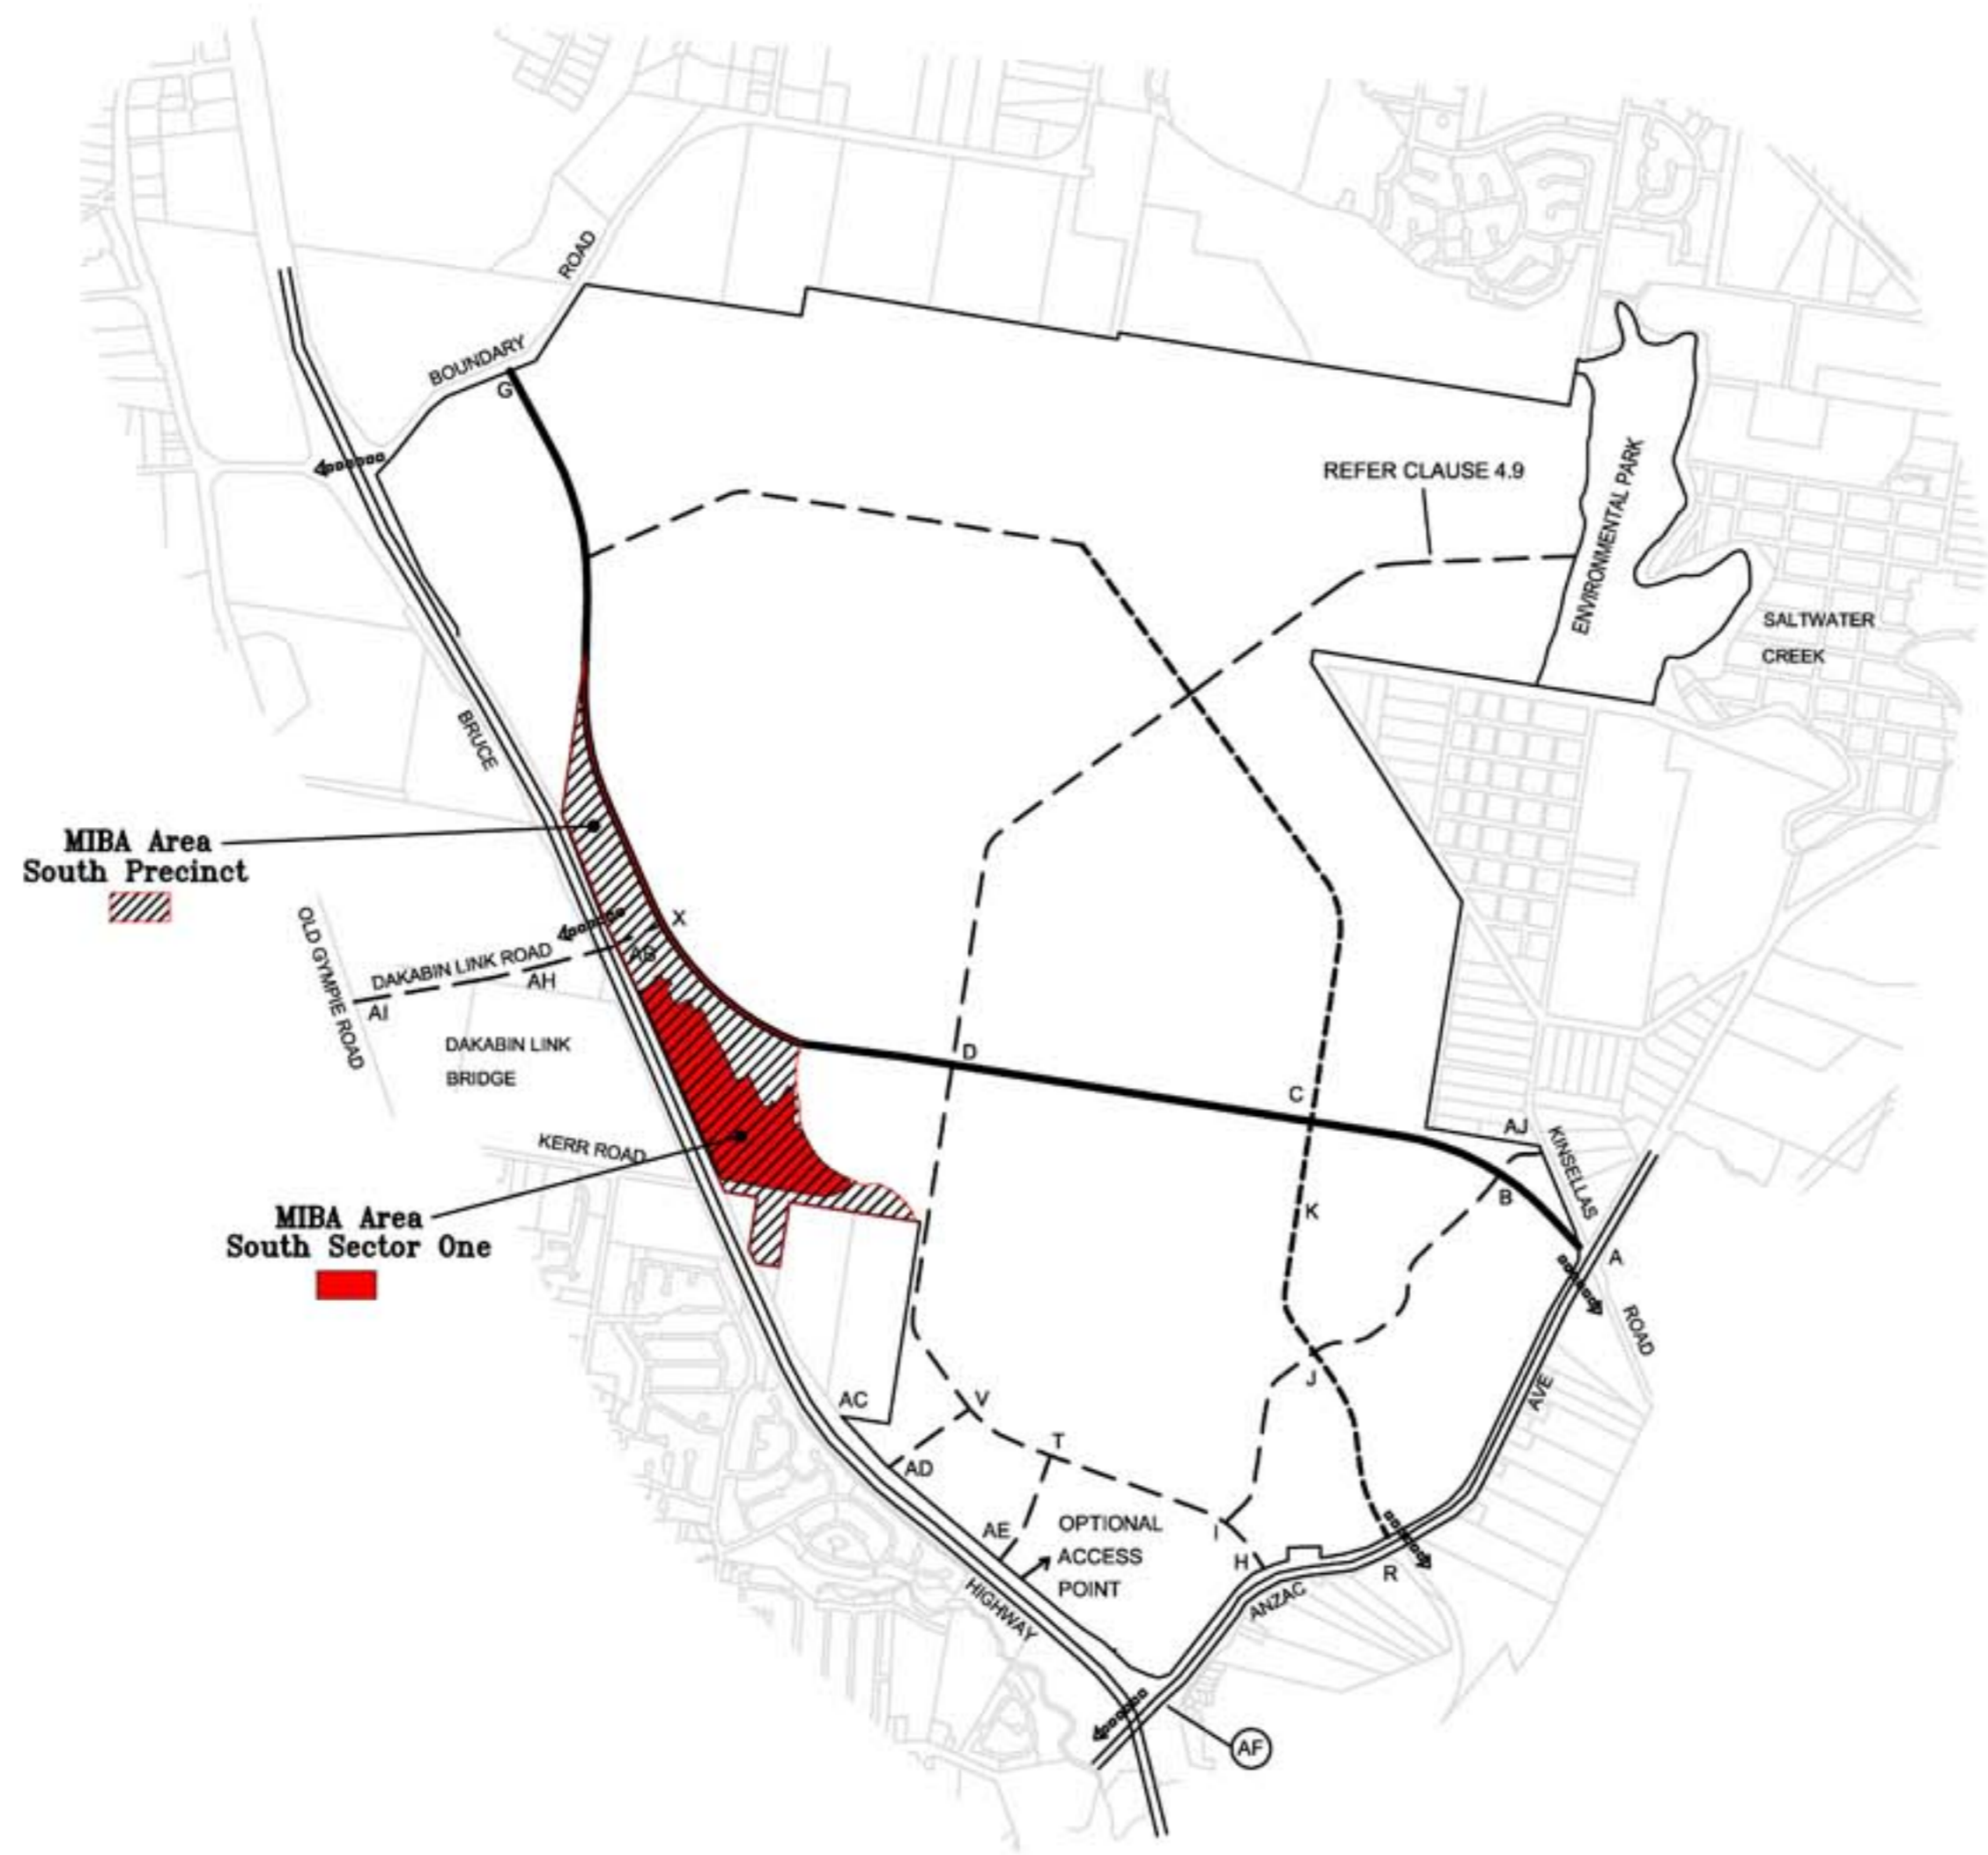 ROAD
BOUNDARY
G
REFER CLAUSE 4.9
ENVIRONMENTAL PARK
SALTWATER
CREEK
BRUCE
MIBA Area
South Precinct
X
OLD GYMPIE ROAD
DAKABIN LINK ROAD
AH
AI
DAKABIN LINK
BRIDGE
D
C
AJ
KINSELLAS
KERR ROAD
B
K
MIBA Area
South Sector One
A
ROAD
J
AVE
AC
V
T
AD
AE
OPTIONAL
ACCESS
POINT
I
H
R
ANZAC
HIGHWAY
AF